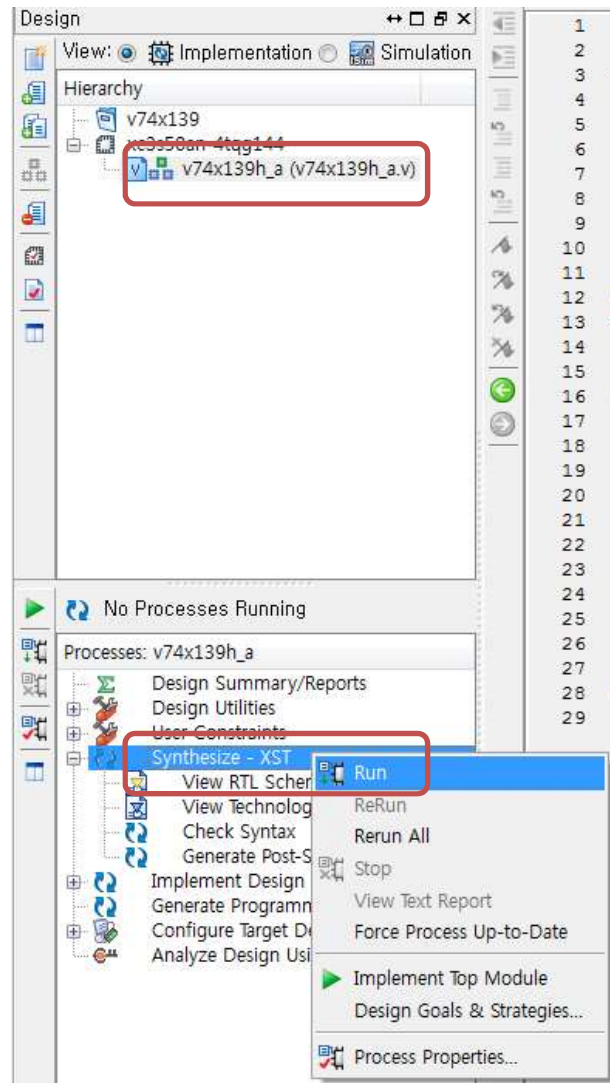 Design
View: Implementation Simulation
Hierarchy
v74x139
xc3s50an-4tqg144
v74x139h_a (v74x139h_a.v)
No Processes Running
Processes: v74x139h_a
Design Summary/Reports
Design Utilities
User Constraints
Synthesize - XST
View RTL Scher
View Technolog
Check Syntax
Generate Post-S
Implement Design
Generate Programn
Configure Target De
Analyze Design Usi
Run
ReRun
Rerun All
Stop
View Text Report
Force Process Up-to-Date
Implement Top Module
Design Goals & Strategies...
Process Properties...
1
2
3
4
5
6
7
8
9
10
11
12
13
14
15
16
17
18
19
20
21
22
23
24
25
26
27
28
29